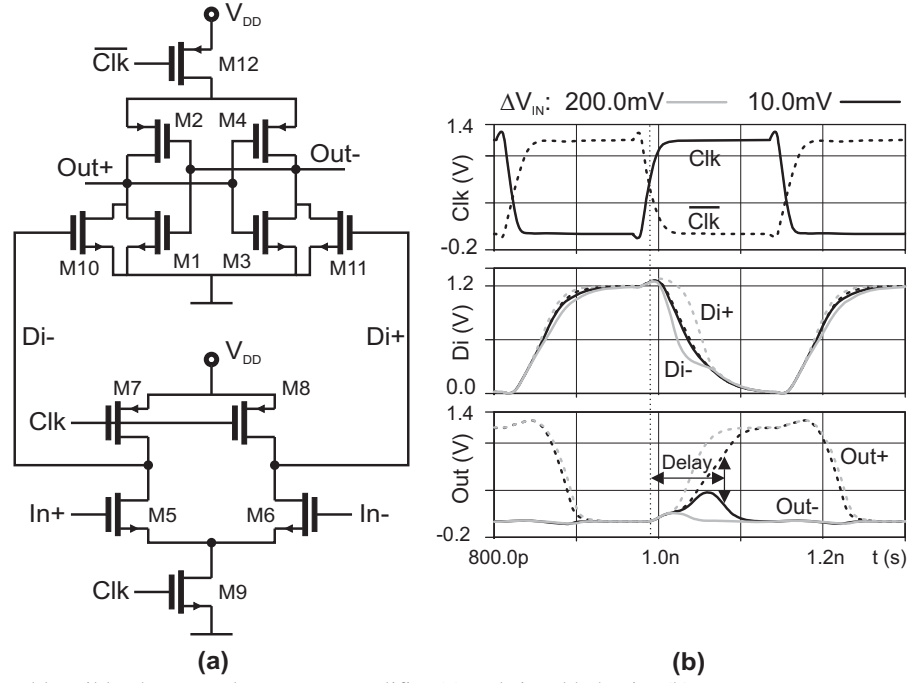 V_DD
Clk̅
M12
M2
M4
Out+
Out-
M10
M1
M3
M11
Di-
Di+
V_DD
M7
M8
Clk
In+
M5
M6
In-
Clk
M9
(a)
ΔV_IN: 200.0mV 10.0mV
1.4
Clk (V)
-0.2
Clk
Clk̅
1.2
Di (V)
0.0
Di+
Di-
1.4
Out (V)
-0.2
Delay
Out+
Out-
800.0p 1.0n 1.2n t (s)
(b)